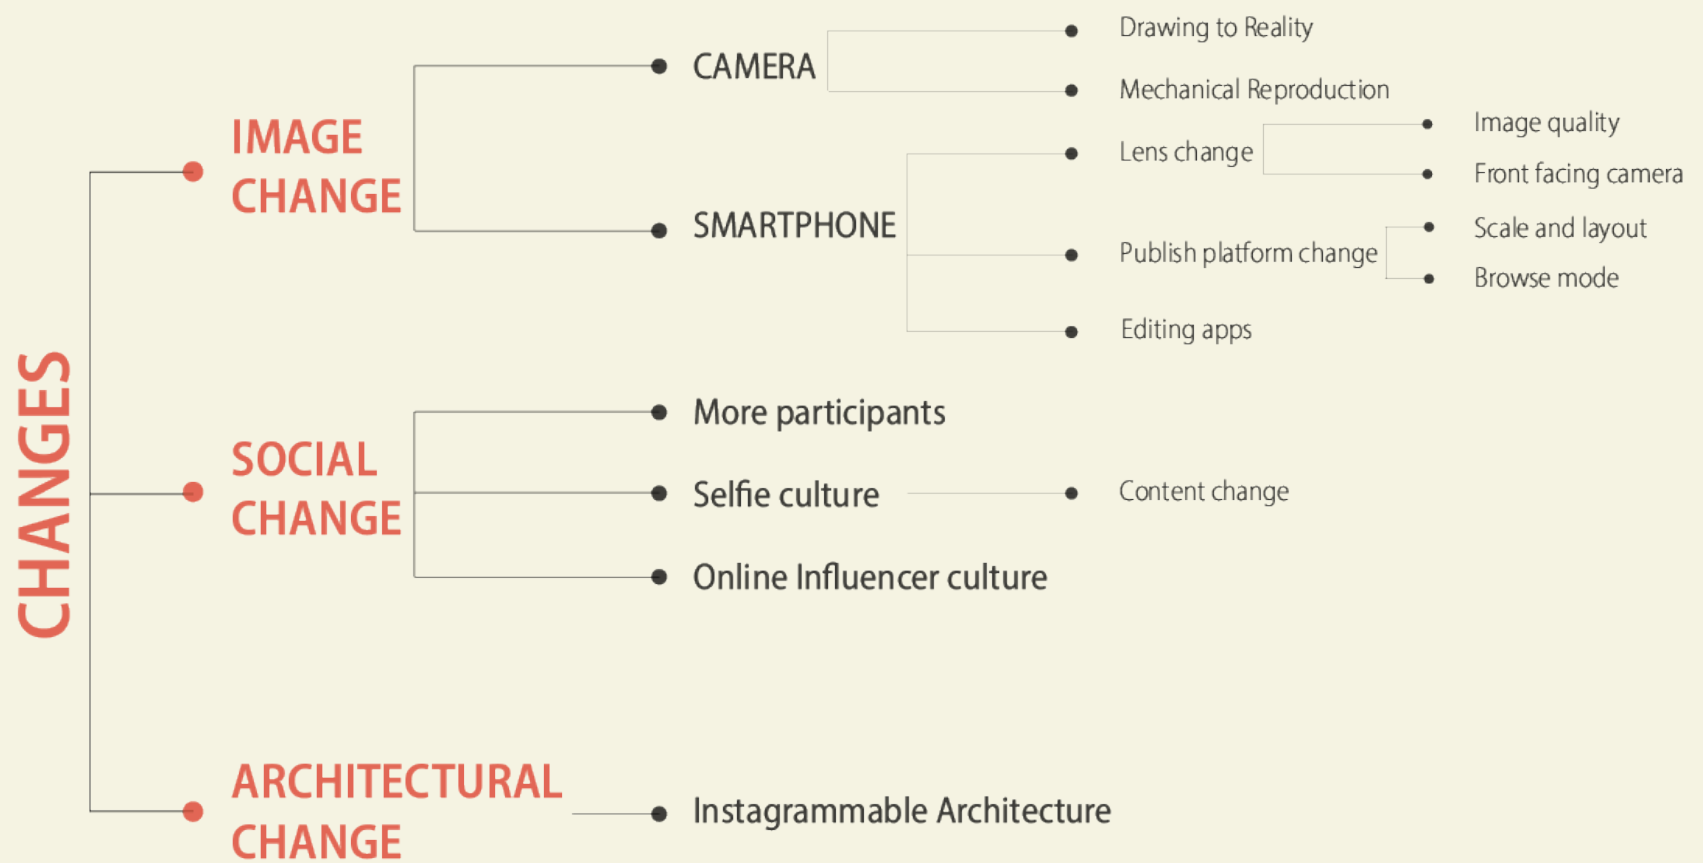 CHANGES
IMAGE
CHANGE
CAMERA
Drawing to Reality
Mechanical Reproduction
SMARTPHONE
Lens change
Image quality
Front facing camera
Publish platform change
Scale and layout
Browse mode
Editing apps
SOCIAL
CHANGE
More participants
Selfie culture
Content change
Online Influencer culture
ARCHITECTURAL
CHANGE
Instagrammable Architecture